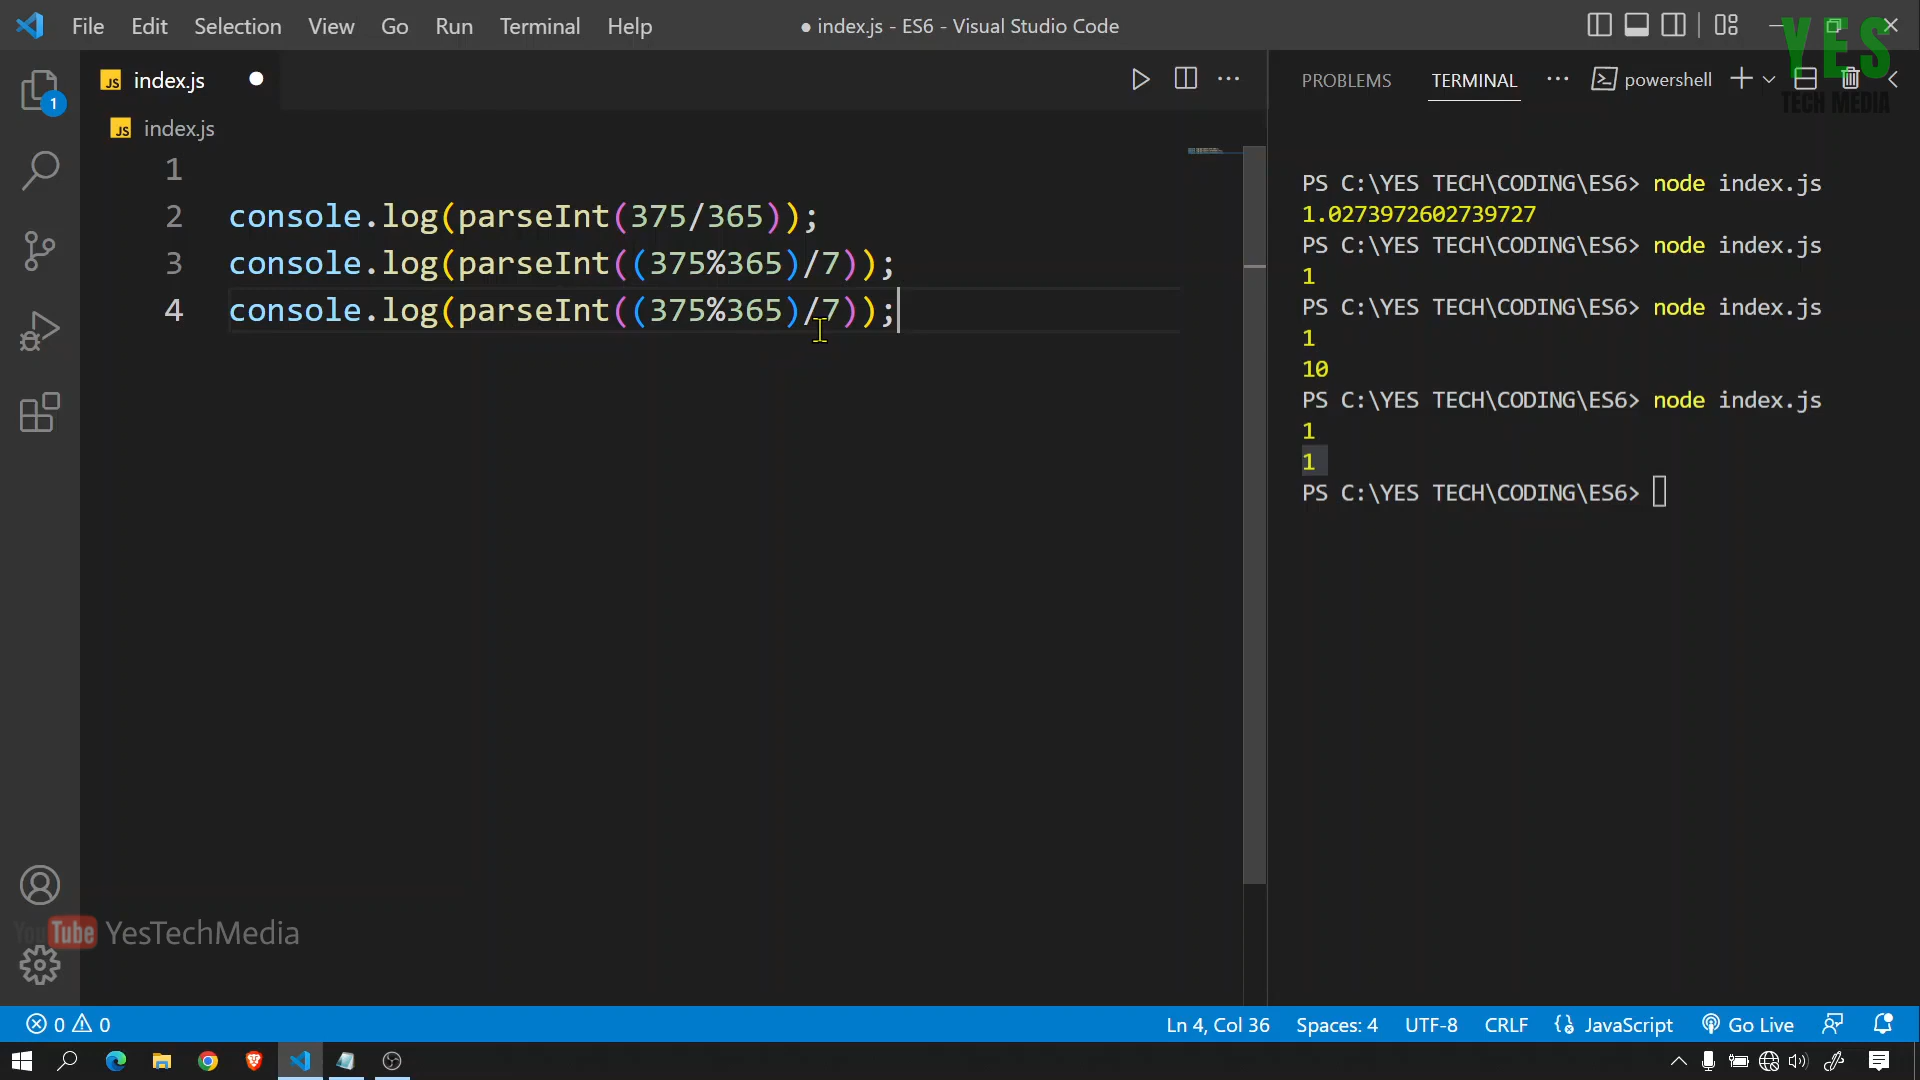 File Edit Selection View Go Run Terminal Help
● index.js - ES6 - Visual Studio Code
YES
TECH MEDIA
JS index.js
PROBLEMS TERMINAL ··· powershell
JS index.js
1
2 console.log(parseInt(375/365));
3 console.log(parseInt((375%365)/7));
4 console.log(parseInt((375%365)/7));
PS C:\YES TECH\CODING\ES6> node index.js
1.0273972602739727
PS C:\YES TECH\CODING\ES6> node index.js
1
PS C:\YES TECH\CODING\ES6> node index.js
1
10
PS C:\YES TECH\CODING\ES6> node index.js
1
1
PS C:\YES TECH\CODING\ES6>
1
YouTube YesTechMedia
0 0
Ln 4, Col 36 Spaces: 4 UTF-8 CRLF JavaScript Go Live